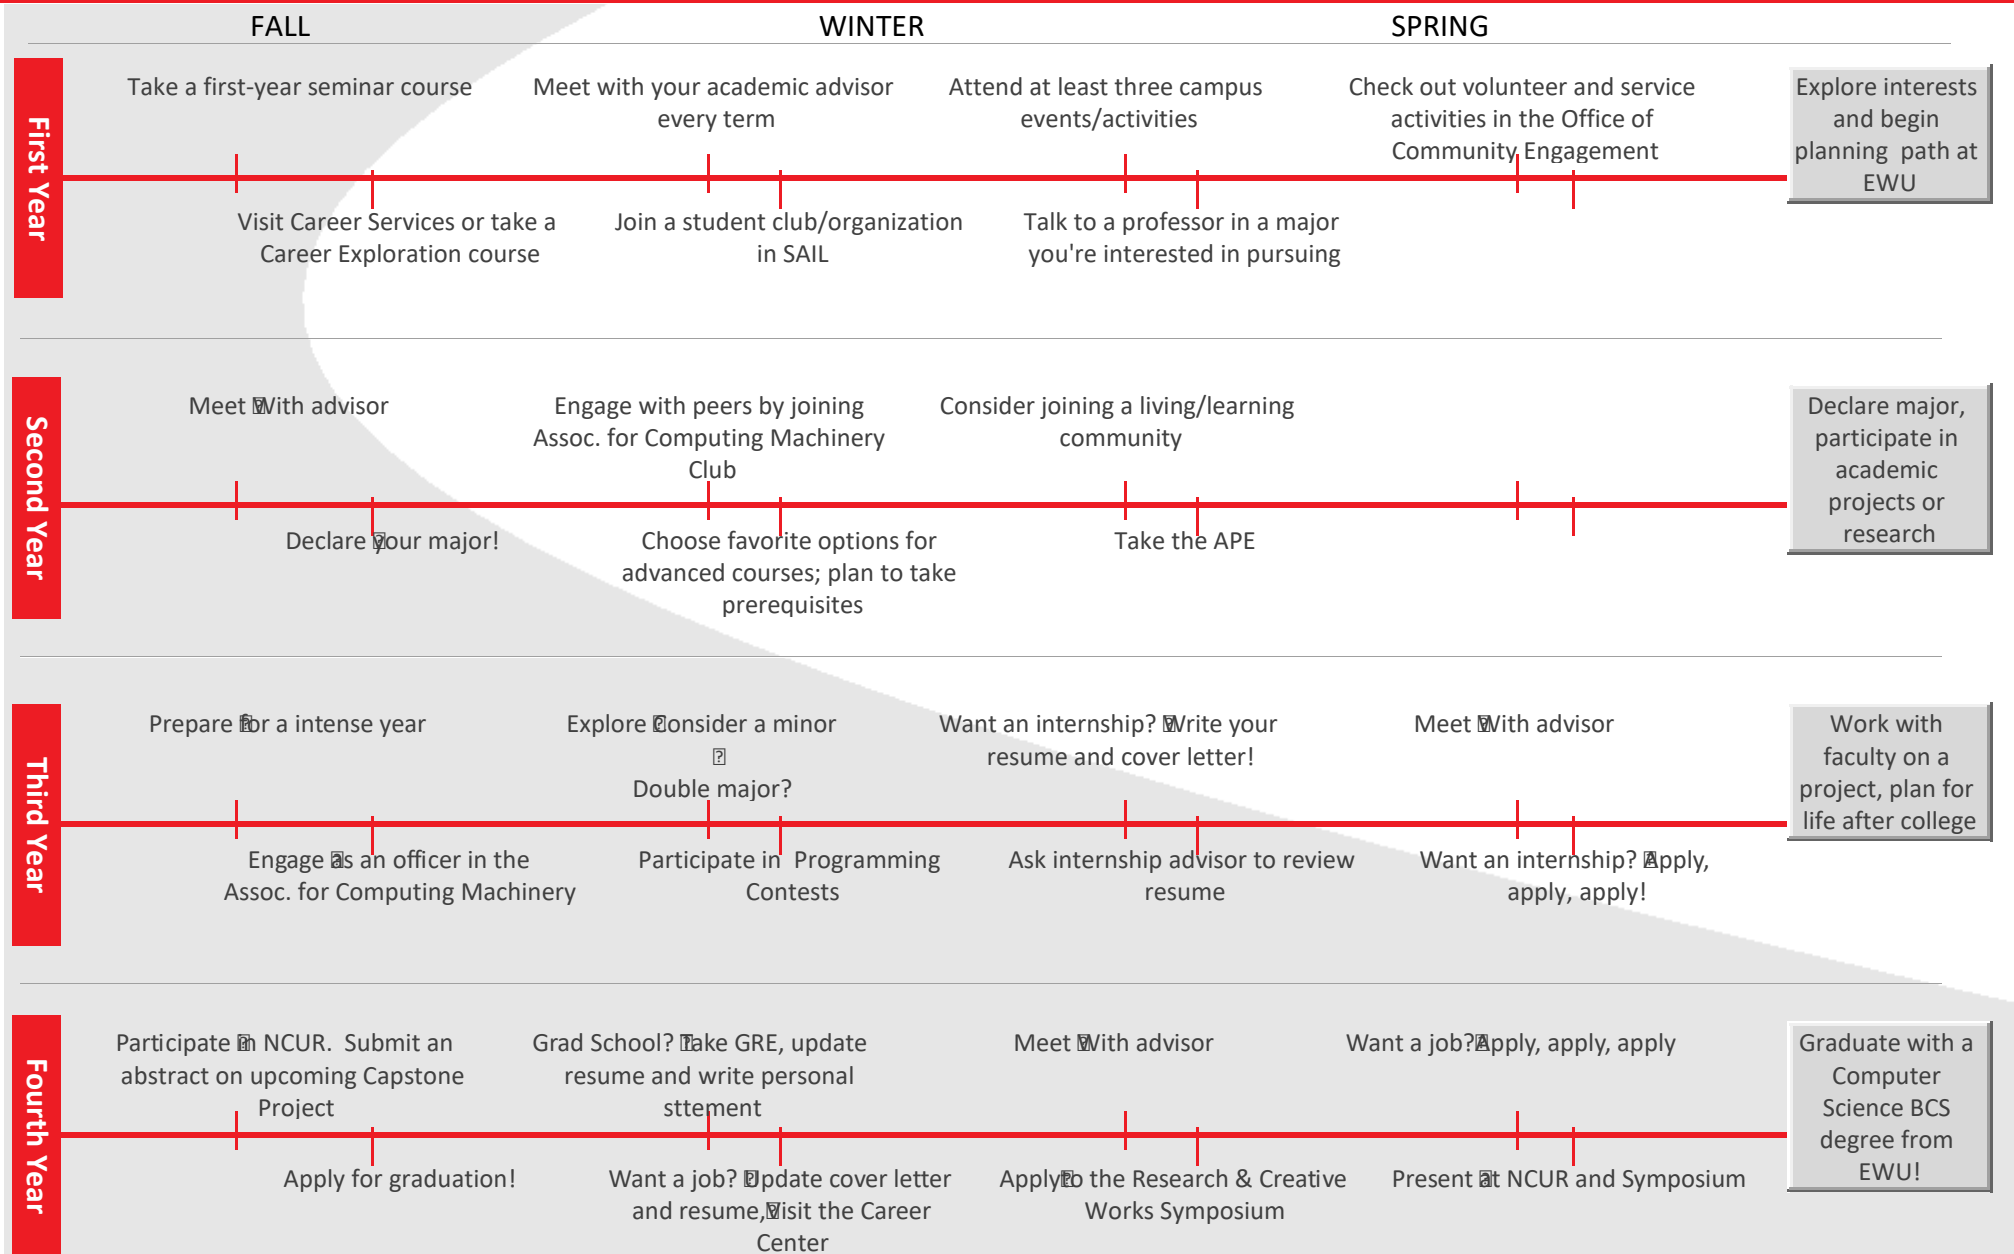 FALL
WINTER
SPRING
First Year
Take a first-year seminar course
Meet with your academic advisor
every term
Attend at least three campus
events/activities
Check out volunteer and service
activities in the Office of
Community Engagement
Visit Career Services or take a
Career Exploration course
Join a student club/organization
in SAIL
Talk to a professor in a major
you're interested in pursuing
Explore interests
and begin
planning path at
EWU
Second Year
Meet With advisor
Engage with peers by joining
Assoc. for Computing Machinery
Club
Consider joining a living/learning
community
Declare your major!
Choose favorite options for
advanced courses; plan to take
prerequisites
Take the APE
Declare major,
participate in
academic
projects or
research
Third Year
Prepare for a intense year
Explore Consider a minor
Double major?
Want an internship? Write your
resume and cover letter!
Meet With advisor
Engage as an officer in the
Assoc. for Computing Machinery
Participate in Programming
Contests
Ask internship advisor to review
resume
Want an internship? Apply,
apply, apply!
Work with
faculty on a
project, plan for
life after college
Fourth Year
Participate in NCUR. Submit an
abstract on upcoming Capstone
Project
Grad School? Take GRE, update
resume and write personal
sttement
Meet With advisor
Want a job? Apply, apply, apply
Apply for graduation!
Want a job? Update cover letter
and resume, Visit the Career
Center
Apply to the Research & Creative
Works Symposium
Present at NCUR and Symposium
Graduate with a
Computer
Science BCS
degree from
EWU!